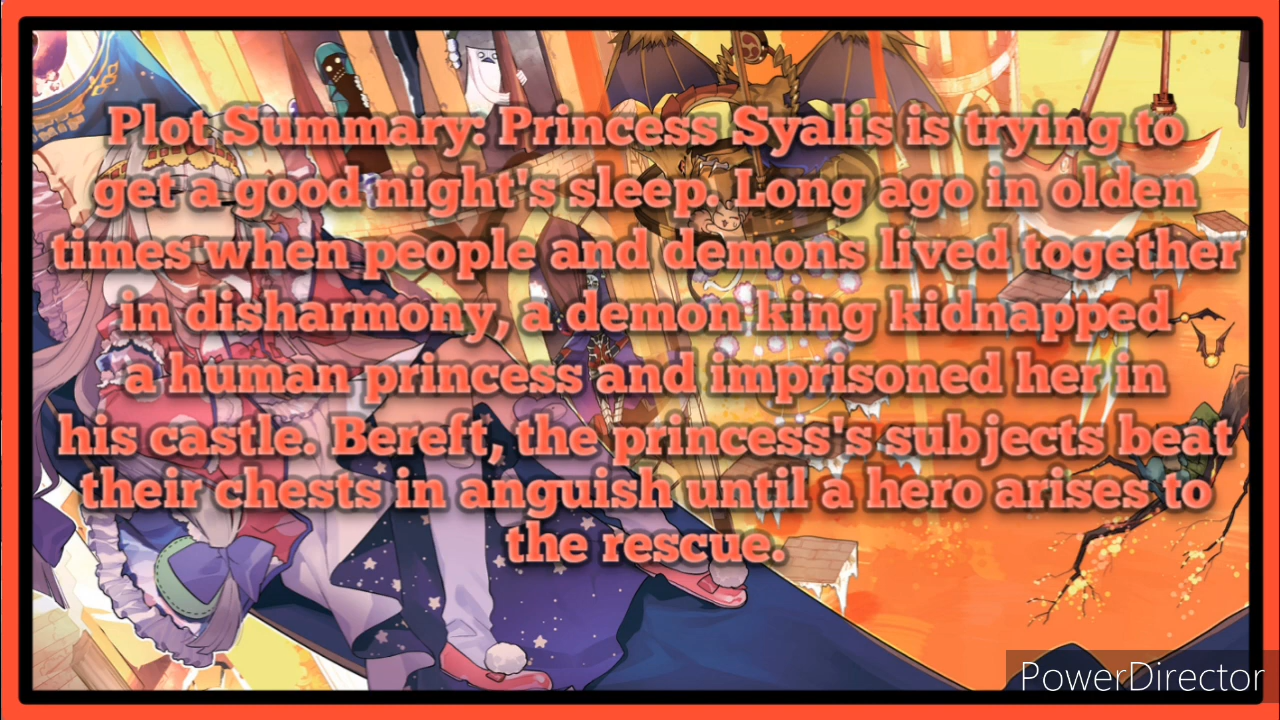 Plot Summary: Princess Syalis is trying to
get a good night's sleep. Long ago in olden
times when people and demons lived together
in disharmony, a demon king kidnapped
a human princess and imprisoned her in
his castle. Bereft, the princess's subjects beat
their chests in anguish until a hero arises to
the rescue.
PowerDirector